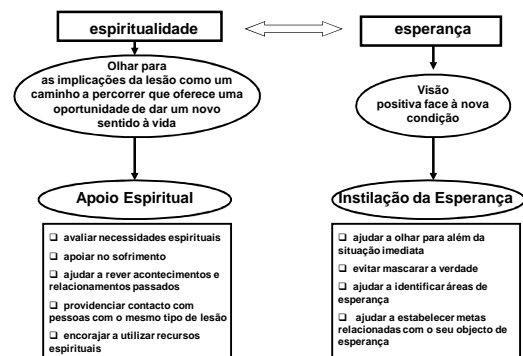 espiritualidade
esperança
Olhar para
as implicações da lesão como um
caminho a percorrer que oferece uma
oportunidade de dar um novo
sentido à vida
Visão
positiva face à nova
condição
Apoio Espiritual
Instilação da Esperança
❑ avaliar necessidades espirituais
❑ apoiar no sofrimento
❑ ajudar a rever acontecimentos e
relacionamentos passados
❑ providenciar contacto com
pessoas com o mesmo tipo de lesão
❑ encorajar a utilizar recursos
espirituais
❑ ajudar a olhar para além da
situação imediata
❑ evitar mascarar a verdade
❑ ajudar a identificar áreas de
esperança
❑ ajudar a estabelecer metas
relacionadas com o seu objecto de
esperança